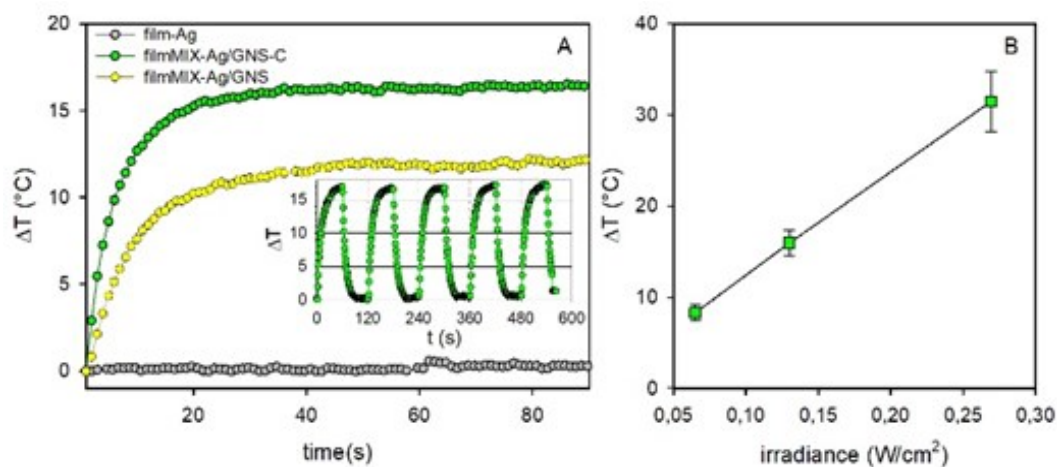 20
15
10
5
0
ΔT (°C)
film-Ag
filmMIX-Ag/GNS-C
filmMIX-Ag/GNS
A
15
10
5
0
ΔT
0 120 240 360 480 600
t (s)
20 40 60 80
time(s)
40
30
20
10
0
ΔT (°C)
B
0,05 0,10 0,15 0,20 0,25 0,30
irradiance (W/cm²)